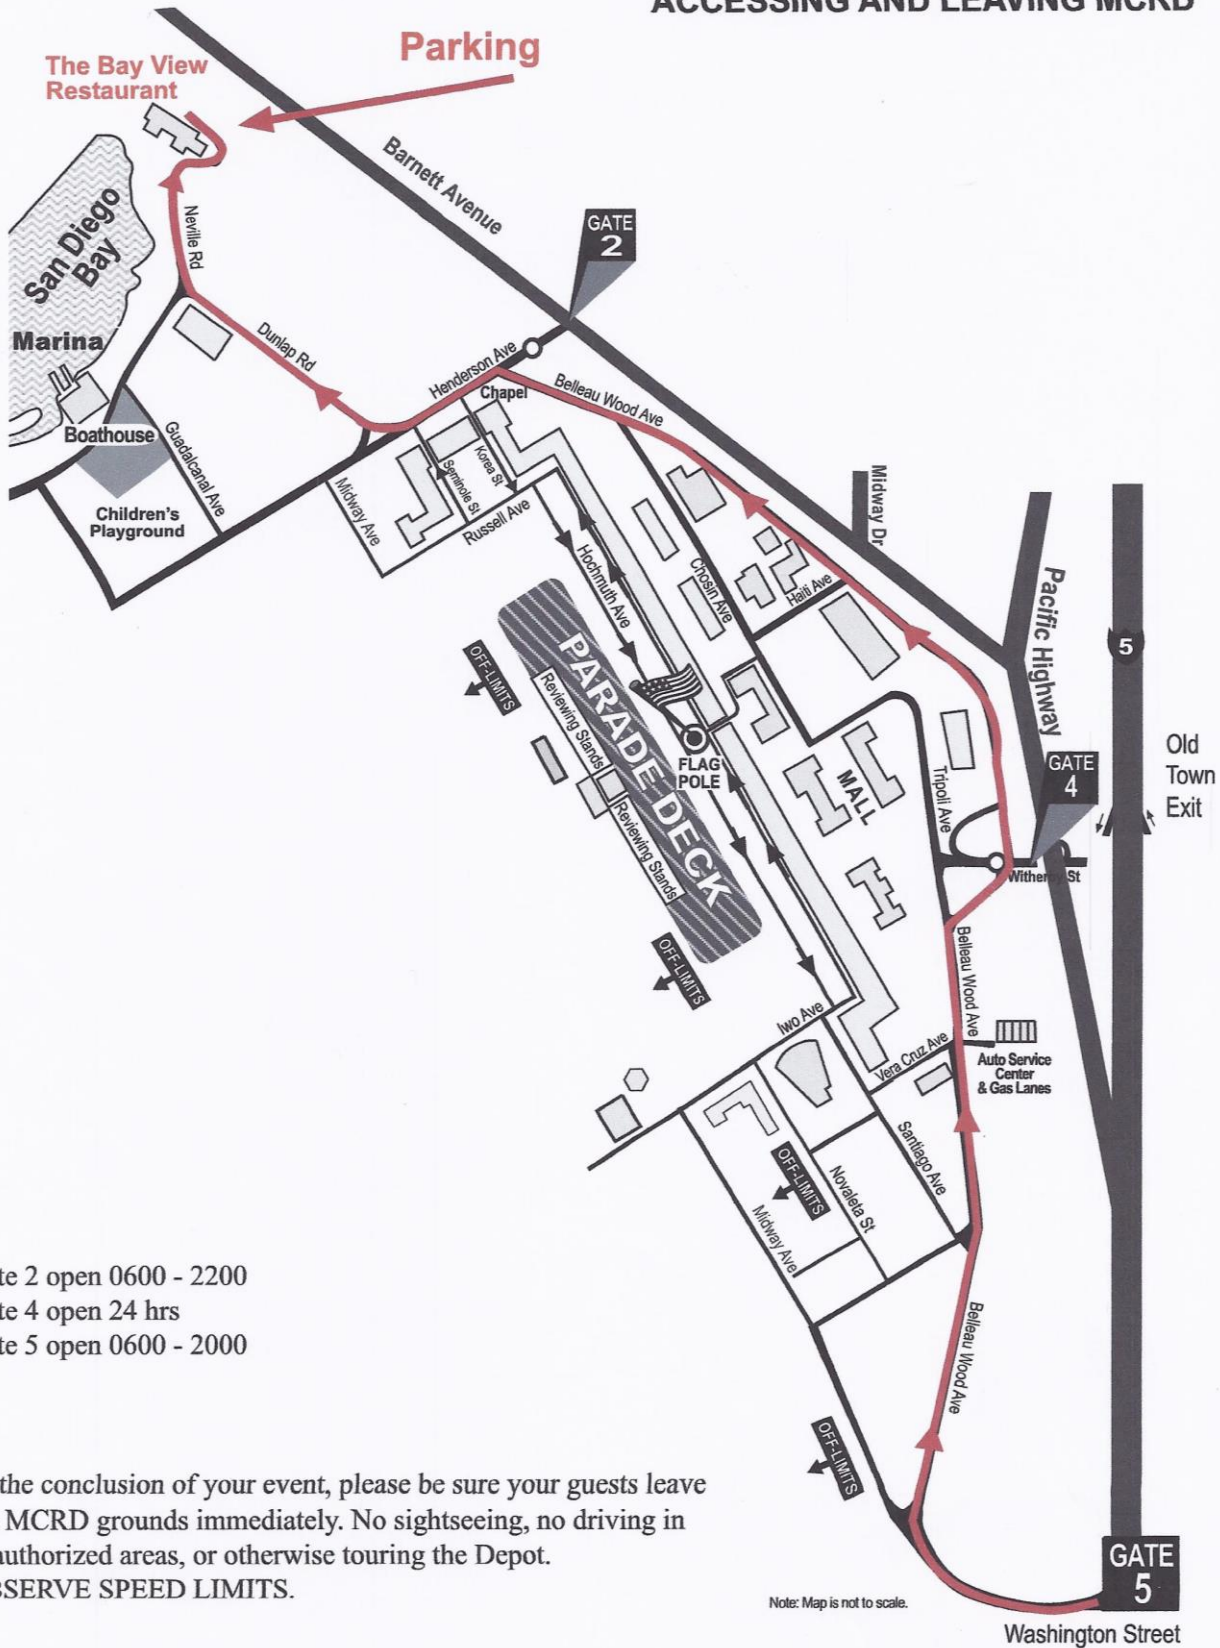 ACCESSING AND LEAVING MCRD
Parking
The Bay View
Restaurant
Barnett Avenue
GATE
2
San Diego
Bay
Neville Rd
Marina
Dunlap Rd
Henderson Ave
Chapel
Belleau Wood Ave
Boathouse
Guadalcanal Ave
Children's
Playground
Midway Ave
Seminole St
Korea St
Russell Ave
Midway Dr
Hochmuth Ave
Chosin Ave
Haiti Ave
Pacific Highway
5
OFF-LIMITS
PARADE DECK
Reviewing Stands
Reviewing Stands
FLAG
POLE
MALL
Tripoli Ave
GATE
4
Old
Town
Exit
Witherby St
OFF-LIMITS
Belleau Wood Ave
Iwo Ave
Vera Cruz Ave
Auto Service
Center
& Gas Lanes
OFF-LIMITS
Santiago Ave
Novaleta St
Midway Ave
te 2 open 0600 - 2200
te 4 open 24 hrs
te 5 open 0600 - 2000
Belleau Wood Ave
OFF-LIMITS
the conclusion of your event, please be sure your guests leave
MCRD grounds immediately. No sightseeing, no driving in
authorized areas, or otherwise touring the Depot.
SERVE SPEED LIMITS.
GATE
5
Note: Map is not to scale.
Washington Street